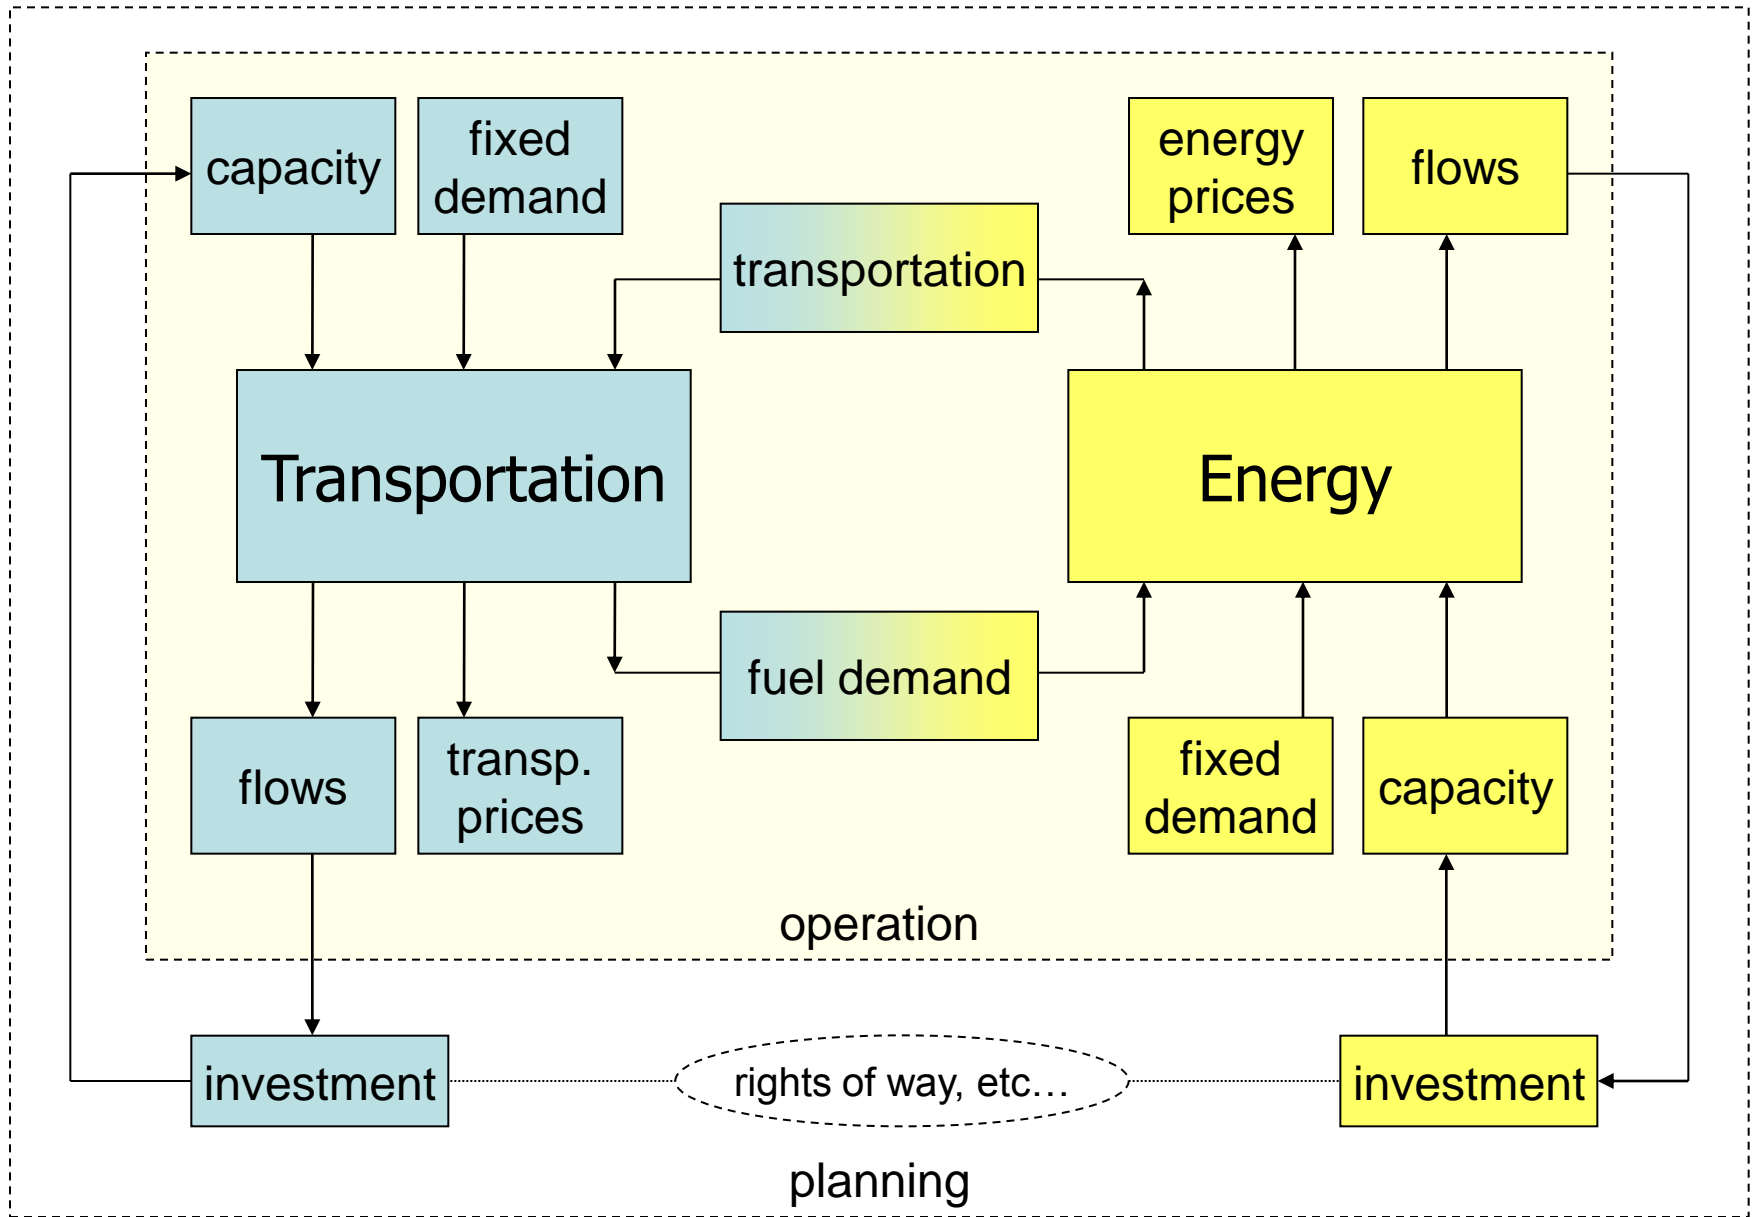 capacity
fixed
demand
energy
prices
flows
transportation
Transportation
Energy
fuel demand
flows
transp.
prices
fixed
demand
capacity
operation
investment
rights of way, etc…
investment
planning